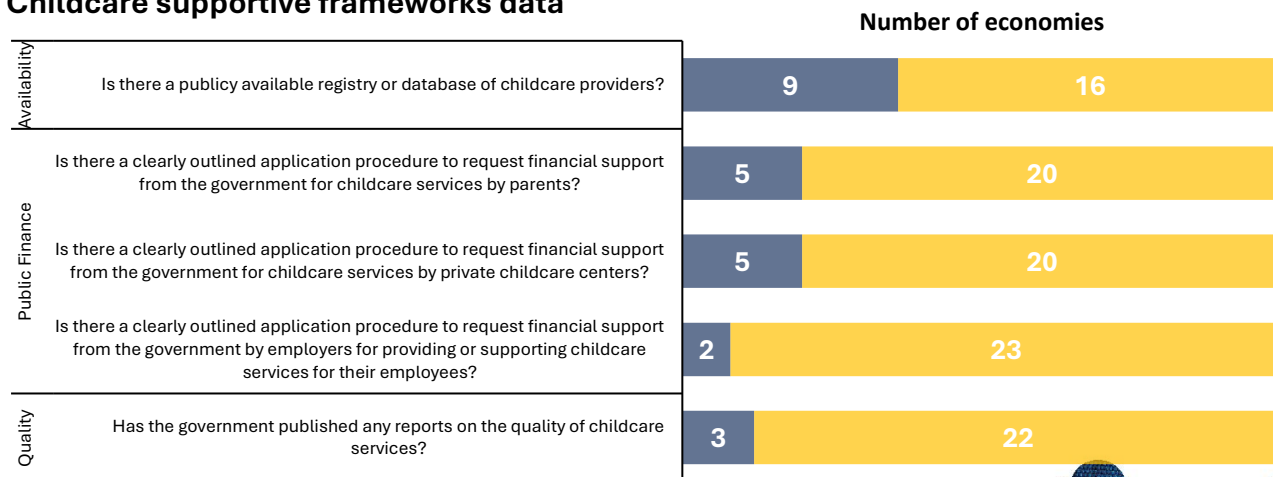 Childcare supportive frameworks data
Number of economies
Availability
Is there a publicy available registry or database of childcare providers?
9
16
Public Finance
Is there a clearly outlined application procedure to request financial support
from the government for childcare services by parents?
5
20
Is there a clearly outlined application procedure to request financial support
from the government for childcare services by private childcare centers?
5
20
Is there a clearly outlined application procedure to request financial support
from the government by employers for providing or supporting childcare
services for their employees?
2
23
Quality
Has the government published any reports on the quality of childcare
services?
3
22